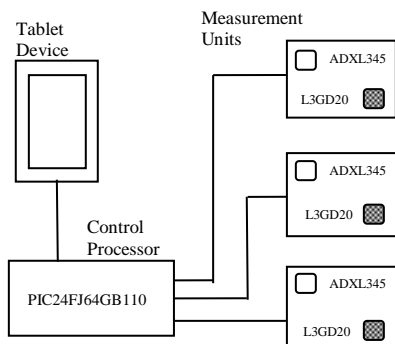 Tablet
Device
Measurement
Units
ADXL345
L3GD20
ADXL345
L3GD20
Control
Processor
PIC24FJ64GB110
ADXL345
L3GD20